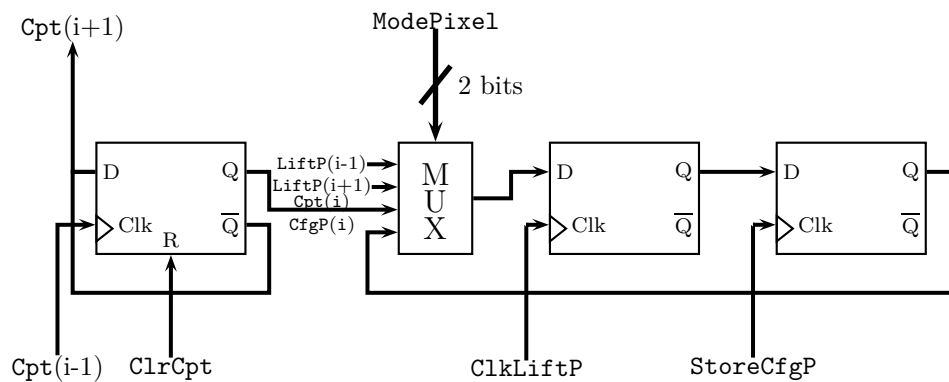 Cpt(i+1)
ModePixel
2 bits
D
Q
Clk
Q
R
LiftP(i-1)
LiftP(i+1)
Cpt(i)
CfgP(i)
M
U
X
D
Q
Clk
Q
D
Q
Clk
Q
Cpt(i-1)
ClrCpt
ClkLiftP
StoreCfgP